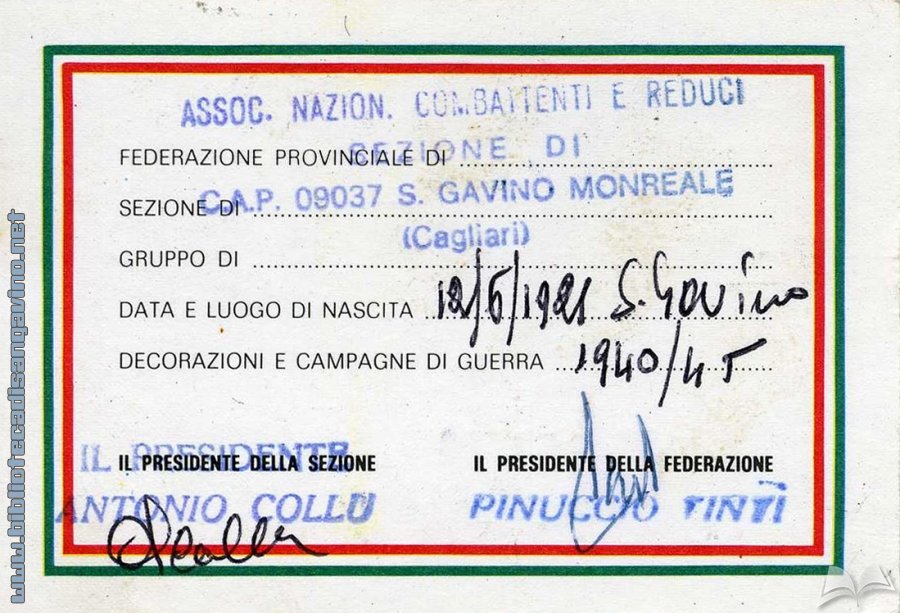 ASSOC. NAZION. COMBATTENTI E REDUCI
SEZIONE DI
FEDERAZIONE PROVINCIALE DI
C.A.P. 09037 S. GAVINO MONREALE
SEZIONE DI
(Cagliari)
GRUPPO DI
DATA E LUOGO DI NASCITA 12/6/1921 S. Gavino
DECORAZIONI E CAMPAGNE DI GUERRA 1940/45
IL PRESIDENTE
IL PRESIDENTE DELLA SEZIONE
IL PRESIDENTE DELLA FEDERAZIONE
ANTONIO COLLU
PINUCCIO TINTI
www.bibliotecadisangavino.net